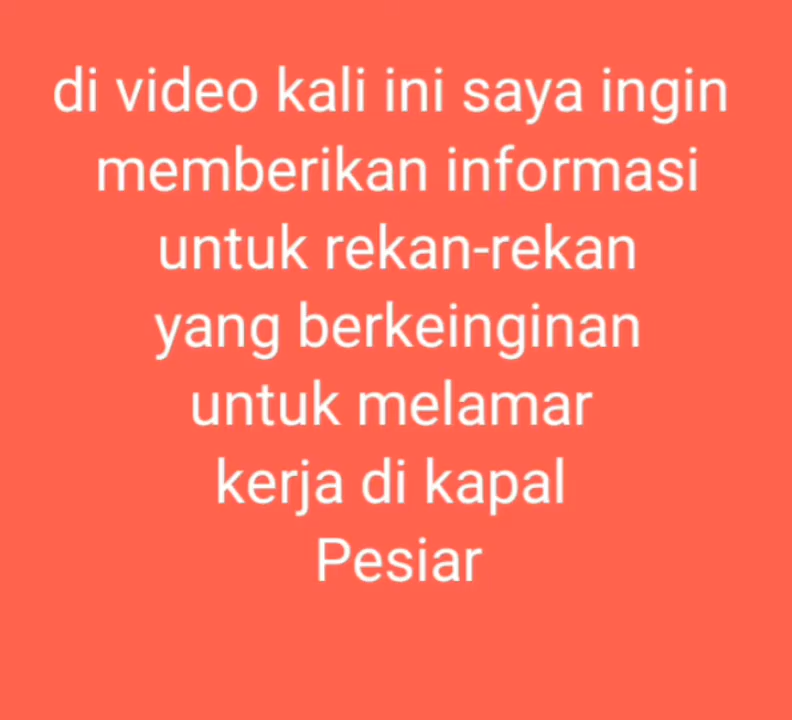 di video kali ini saya ingin
memberikan informasi
untuk rekan-rekan
yang berkeinginan
untuk melamar
kerja di kapal
Pesiar